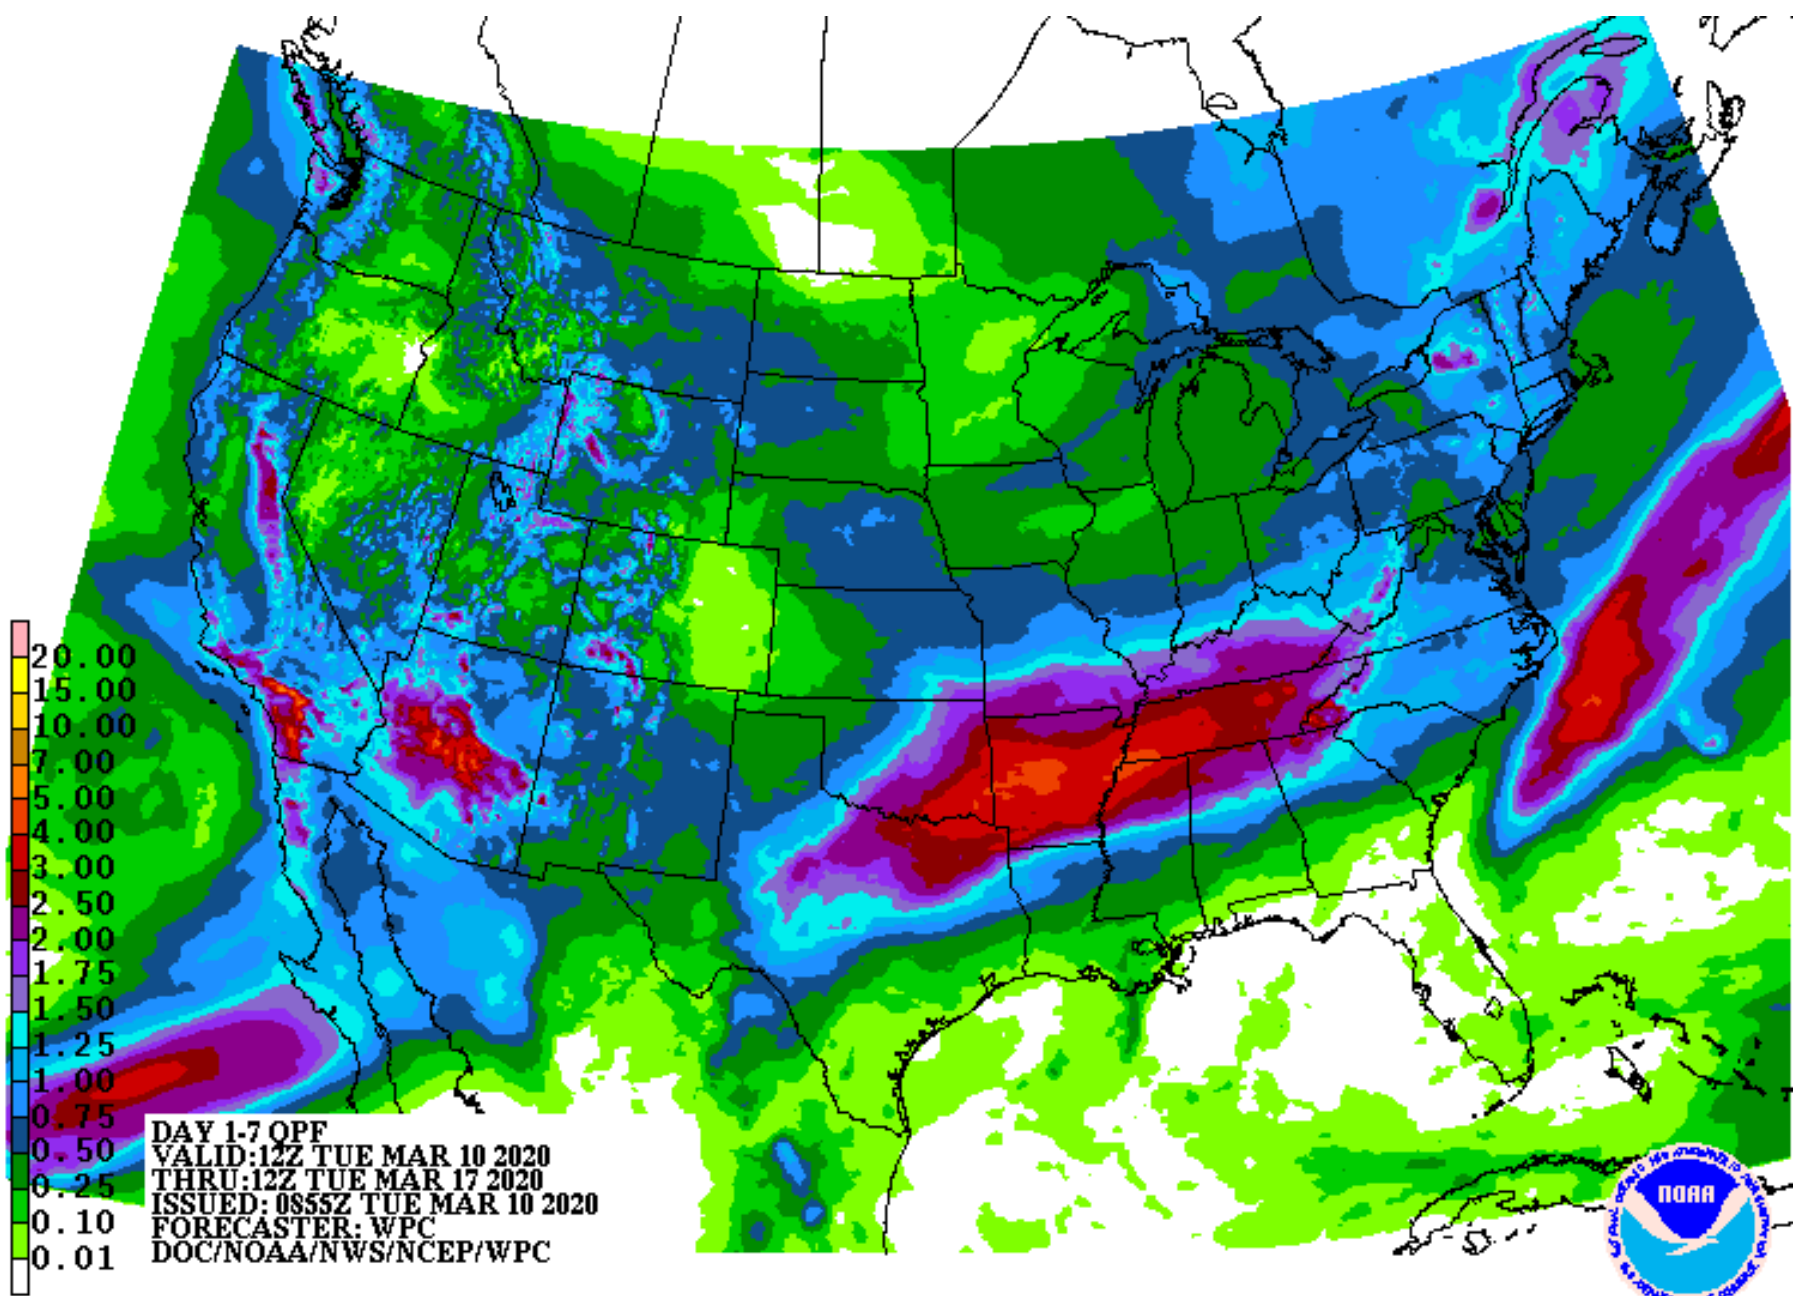 20.00
15.00
10.00
7.00
5.00
4.00
3.00
2.50
2.00
1.75
1.50
1.25
1.00
0.75
0.50
0.25
0.10
0.01
DAY 1-7 QPF
VALID:12Z TUE MAR 10 2020
THRU:12Z TUE MAR 17 2020
ISSUED: 0855Z TUE MAR 10 2020
FORECASTER: WPC
DOC/NOAA/NWS/NCEP/WPC
NOAA